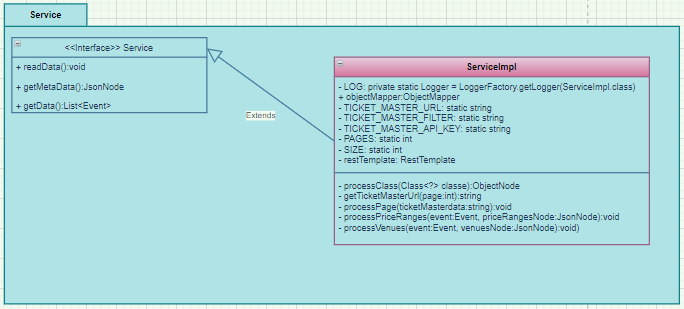 Service
<<Interface>> Service
+ readData():void
+ getMetaData():JsonNode
+ getData():List<Event>
Extends
ServiceImpl
- LOG: private static Logger = LoggerFactory.getLogger(ServiceImpl.class)
+ objectMapper:ObjectMapper
- TICKET_MASTER_URL: static string
- TICKET_MASTER_FILTER: static string
- TICKET_MASTER_API_KEY: static string
- PAGES: static int
- SIZE: static int
- restTemplate: RestTemplate
- processClass(Class<?> classe):ObjectNode
- getTicketMasterUrl(page:int):string
- processPage(ticketMasterdata:string):void
- processPriceRanges(event:Event, priceRangesNode:JsonNode):void
- processVenues(event:Event, venuesNode:JsonNode):void)